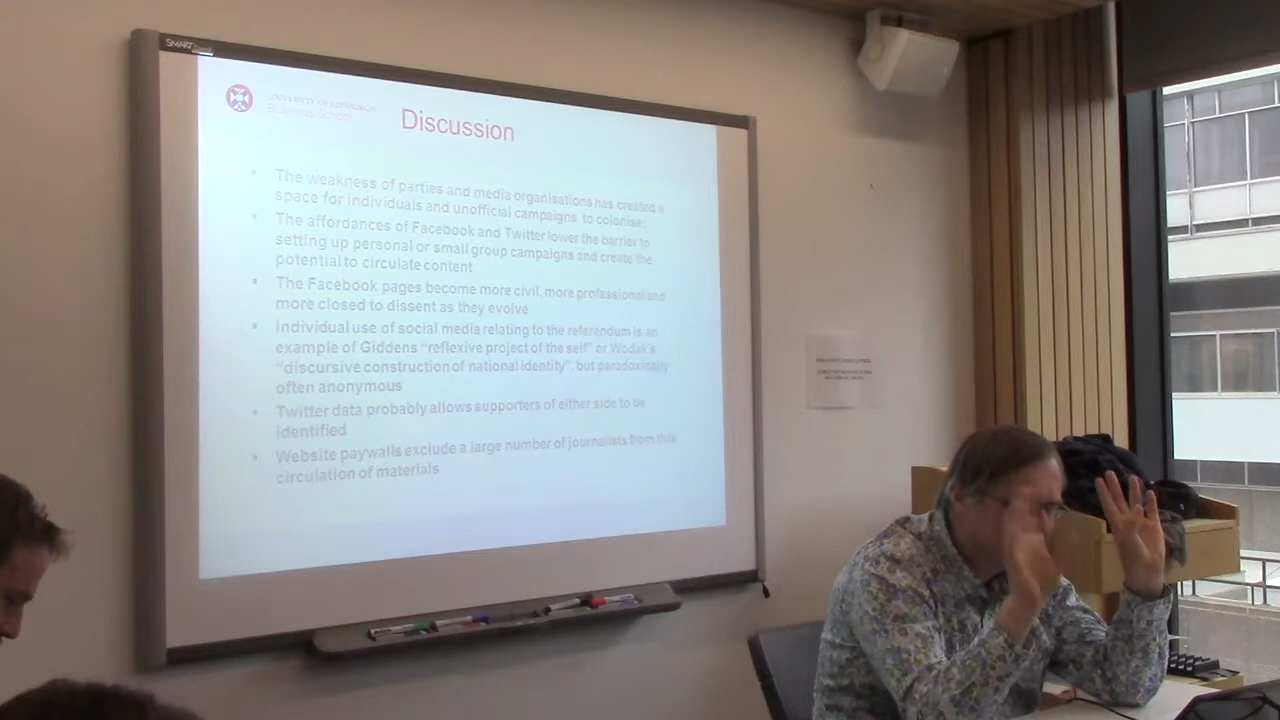 SMART
UNIVERSITY OF EDINBURGH
Business School
Discussion
The weakness of parties and media organisations has created a
space for individuals and unofficial campaigns to colonise;
The affordances of Facebook and Twitter lower the barrier to
setting up personal or small group campaigns and create the
potential to circulate content
The Facebook pages become more civil, more professional and
more closed to dissent as they evolve
Individual use of social media relating to the referendum is an
example of Giddens “reflexive project of the self” or Wodak's
“discursive construction of national identity”, but paradoxically
often anonymous
Twitter data probably allows supporters of either side to be
identified
Website paywalls exclude a large number of journalists from this
circulation of materials